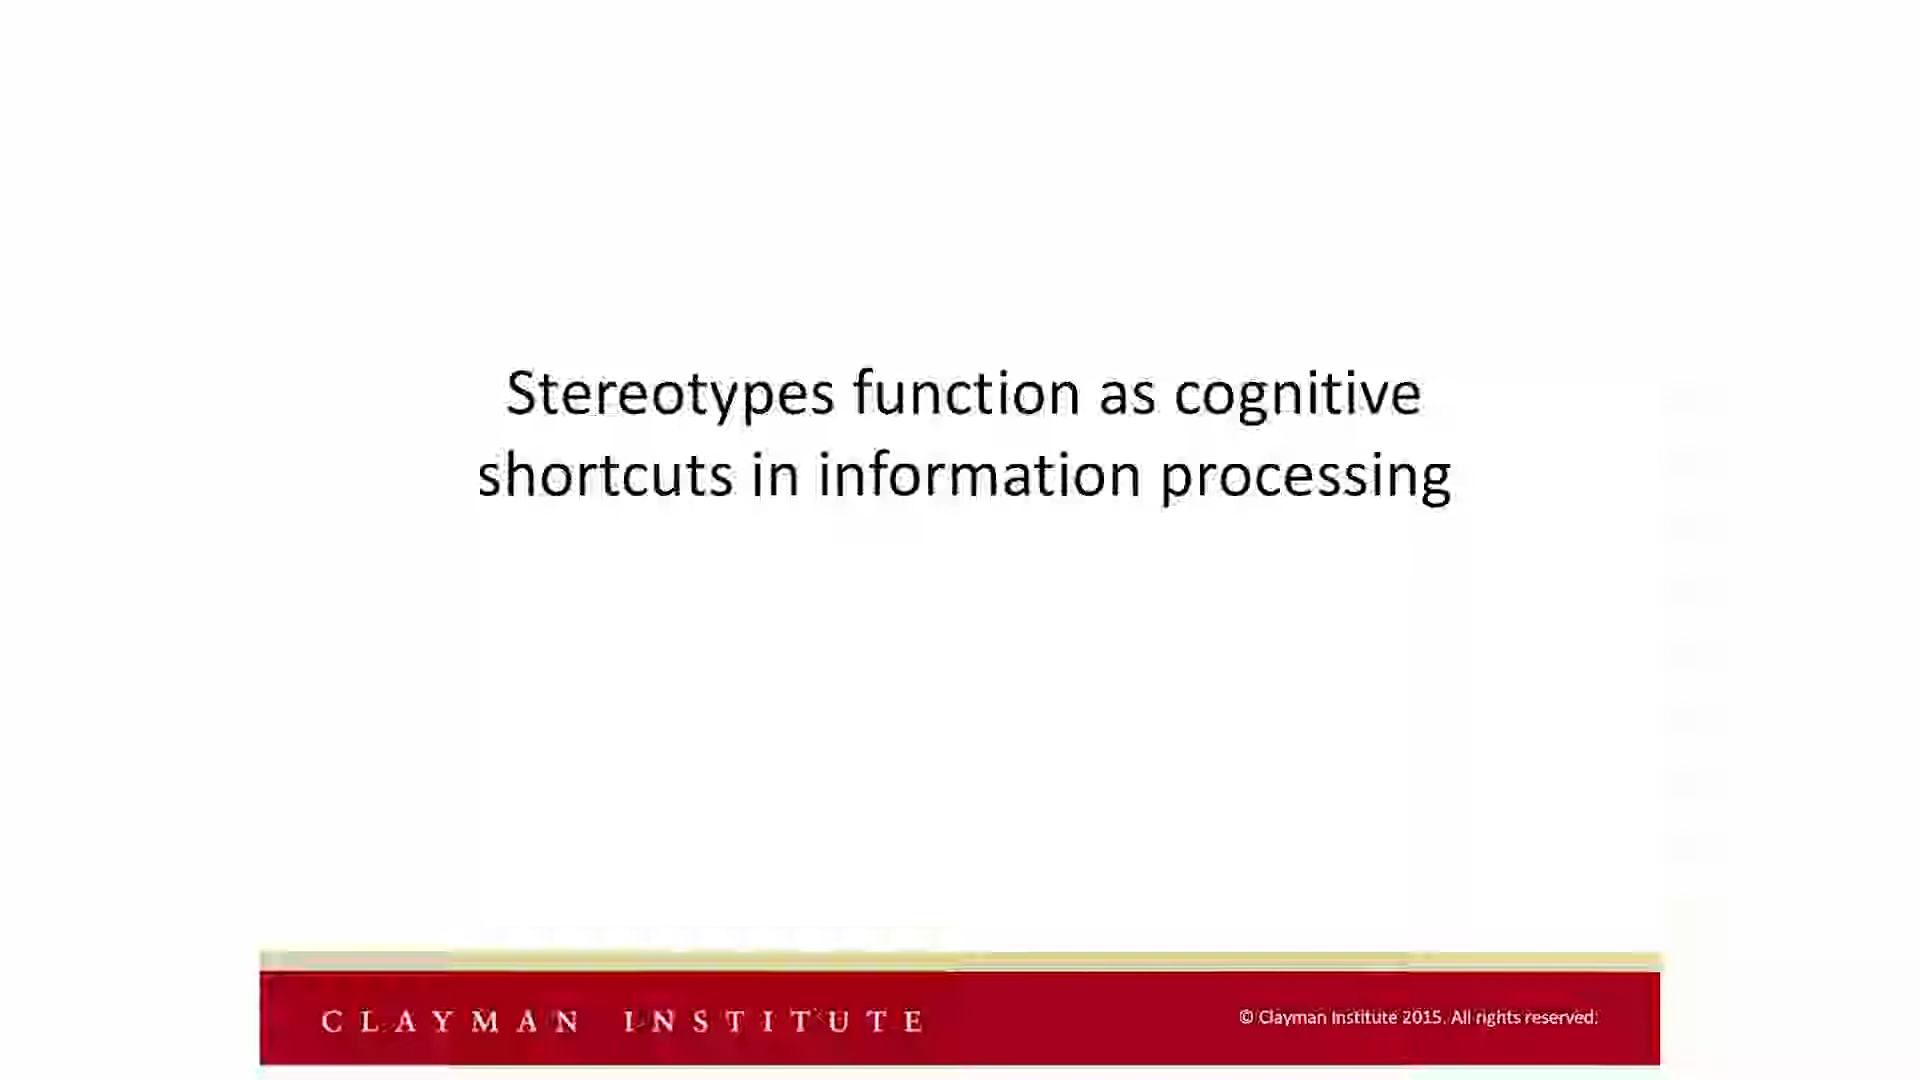 Stereotypes function as cognitive
shortcuts in information processing
CLAYMAN INSTITUTE
© Clayman Institute 2015. All rights reserved.